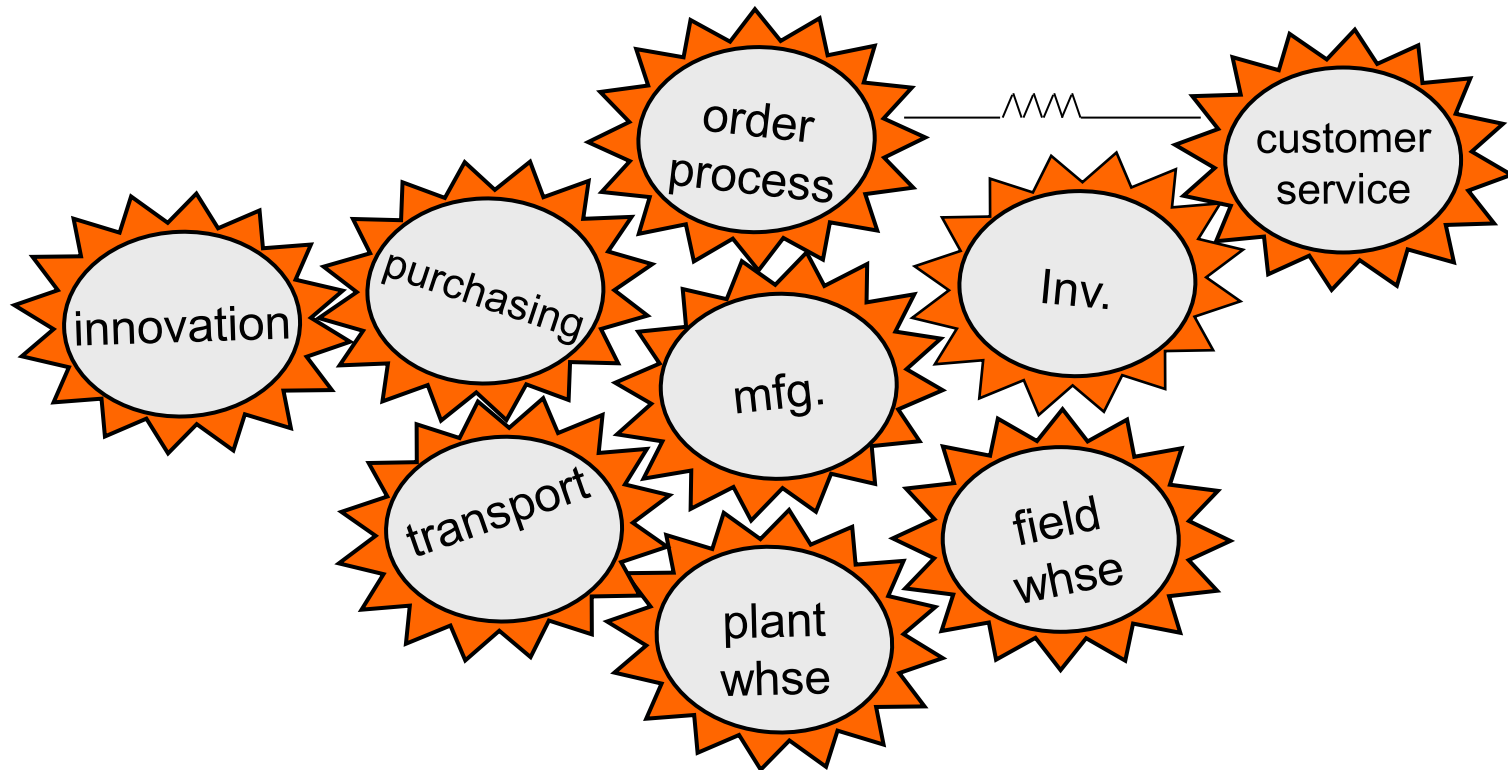 order
process
customer
service
innovation
purchasing
Inv.
mfg.
transport
field
whse
plant
whse